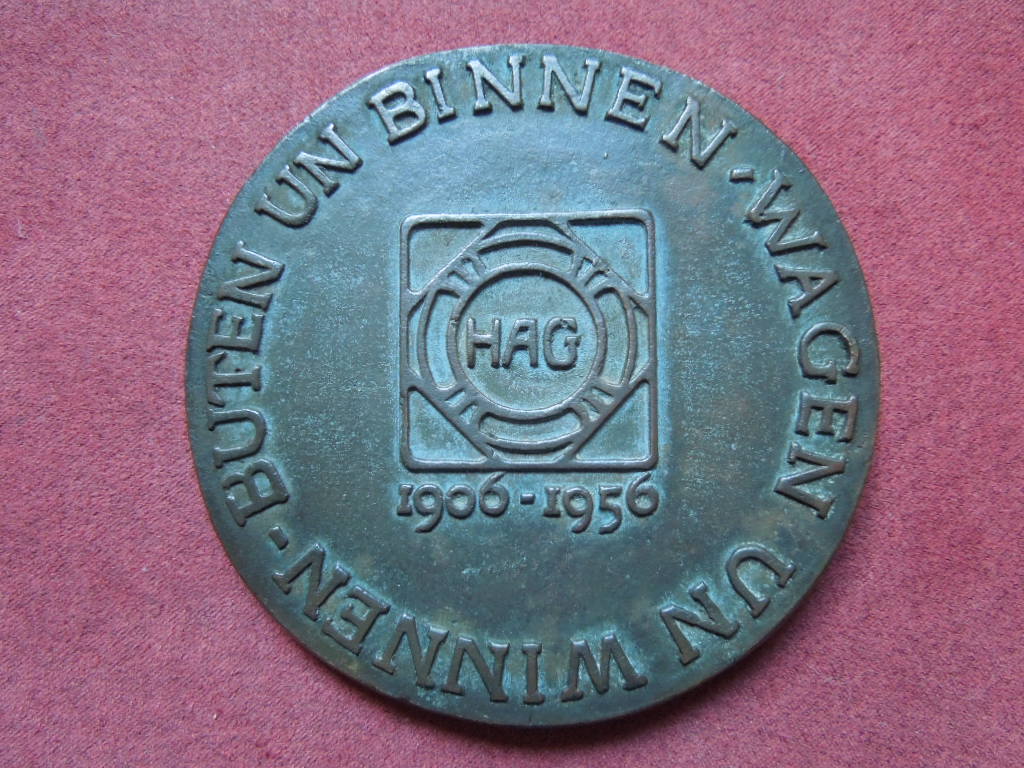 BUTEN UN BINNEN - WAGEN UN WINNEN -
HAG
1906 - 1956